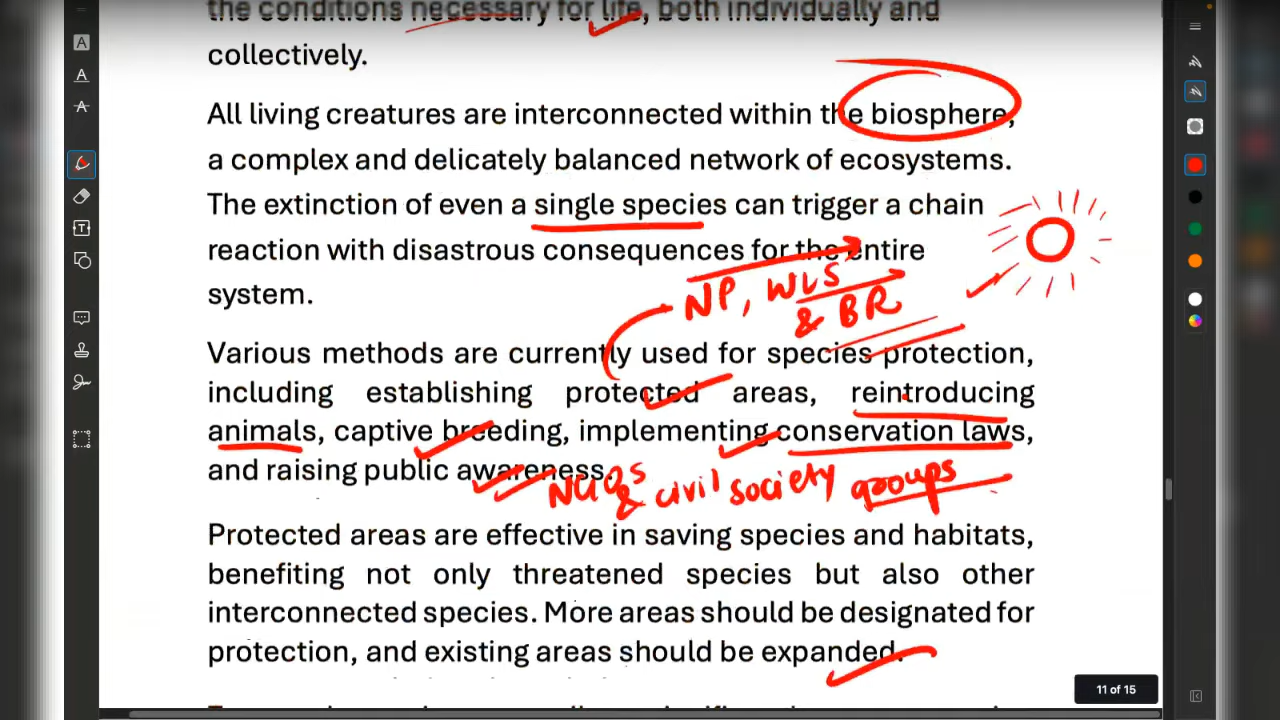 the conditions necessary for life, both individually and
collectively.
All living creatures are interconnected within the biosphere,
a complex and delicately balanced network of ecosystems.
The extinction of even a single species can trigger a chain
reaction with disastrous consequences for the entire
system.
NP, WLS
& BR
Various methods are currently used for species protection,
including establishing protected areas, reintroducing
animals, captive breeding, implementing conservation laws,
and raising public awareness.
NGOs
& civil society groups
Protected areas are effective in saving species and habitats,
benefiting not only threatened species but also other
interconnected species. More areas should be designated for
protection, and existing areas should be expanded.
11 of 15